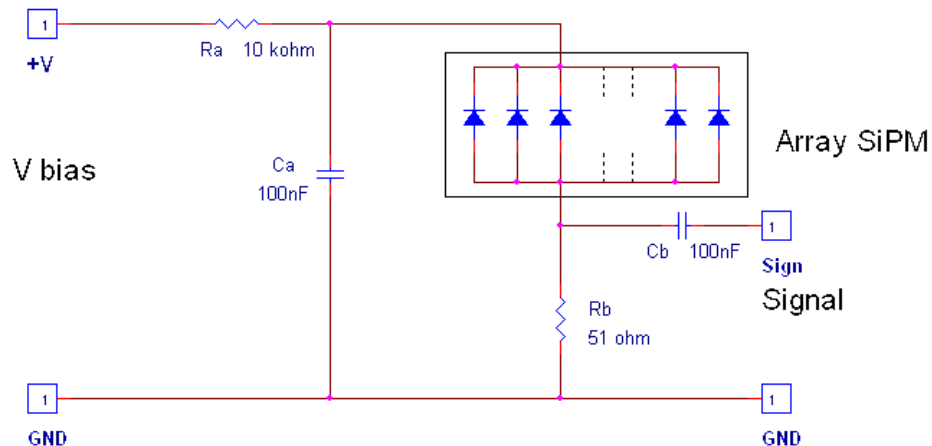 1
+V
Ra 10 kohm
V bias
Ca
100nF
Array SiPM
Cb 100nF
1
Sign
Signal
Rb
51 ohm
1
GND
1
GND